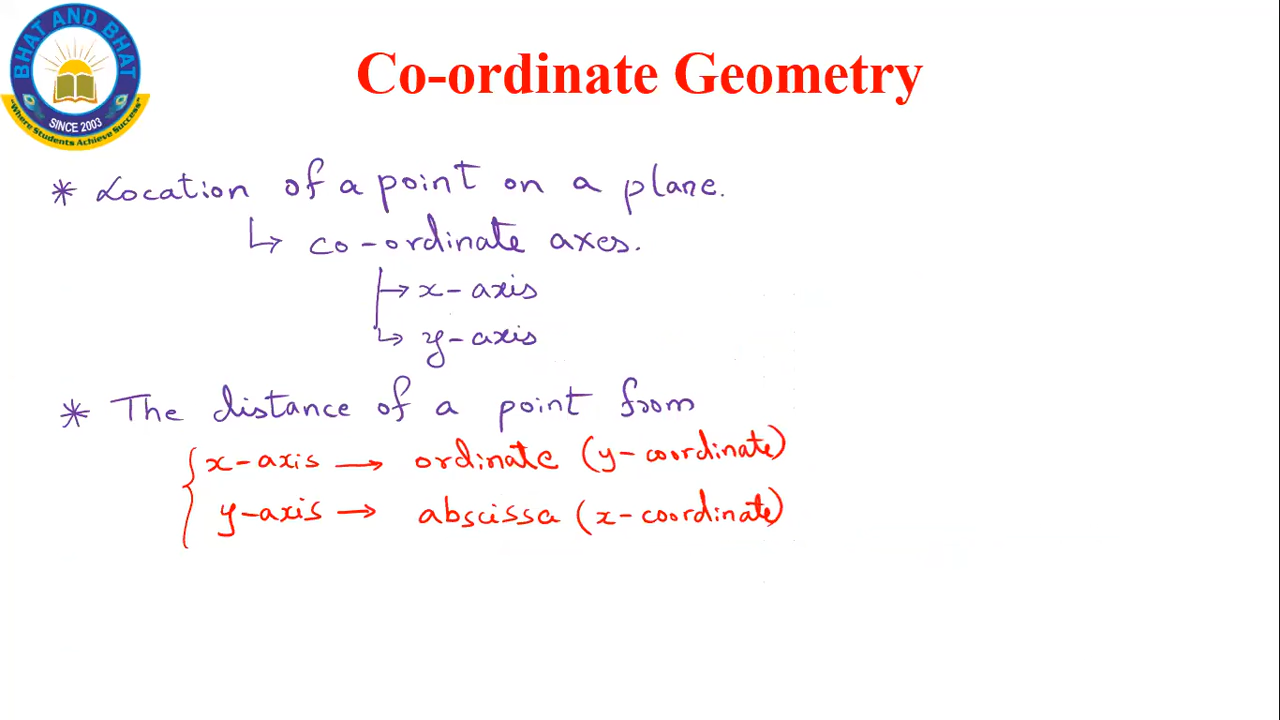 BHAT AND BHAT
"Where Students Achieve Success"
SINCE 2003
Co-ordinate Geometry
* Location of a point on a plane.
↳ co-ordinate axes.
→ x-axis
↳ y-axis
* The distance of a point from
x-axis → ordinate (y-coordinate)
y-axis → abscissa (x-coordinate)